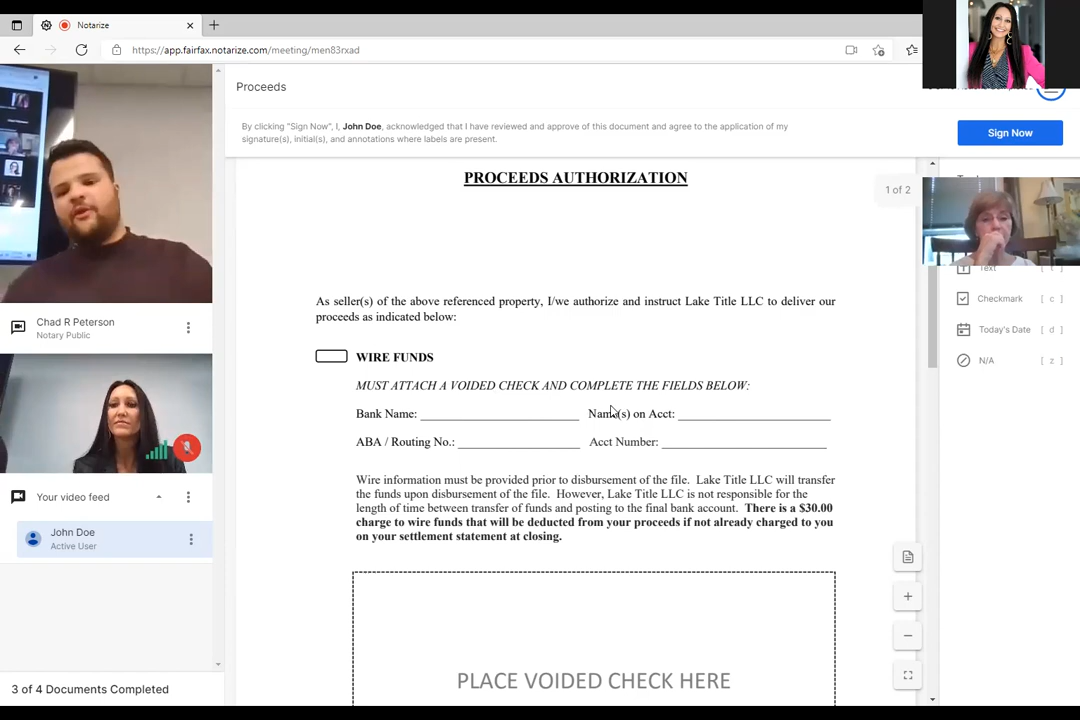 Notarize
https://app.fairfax.notarize.com/meeting/men83rxad
Proceeds
By clicking "Sign Now", I, John Doe, acknowledged that I have reviewed and approve of this document and agree to the application of my
signature(s), initial(s), and annotations where labels are present.
Sign Now
PROCEEDS AUTHORIZATION
1 of 2
As seller(s) of the above referenced property, I/we authorize and instruct Lake Title LLC to deliver our
proceeds as indicated below:
WIRE FUNDS
MUST ATTACH A VOIDED CHECK AND COMPLETE THE FIELDS BELOW:
Bank Name: Name(s) on Acct:
ABA / Routing No.: Acct Number:
Wire information must be provided prior to disbursement of the file. Lake Title LLC will transfer
the funds upon disbursement of the file. However, Lake Title LLC is not responsible for the
length of time between transfer of funds and posting to the final bank account. There is a $30.00
charge to wire funds that will be deducted from your proceeds if not already charged to you
on your settlement statement at closing.
PLACE VOIDED CHECK HERE
Text [ t ]
Checkmark [ c ]
Today's Date [ d ]
N/A [ z ]
Chad R Peterson
Notary Public
Your video feed
John Doe
Active User
3 of 4 Documents Completed